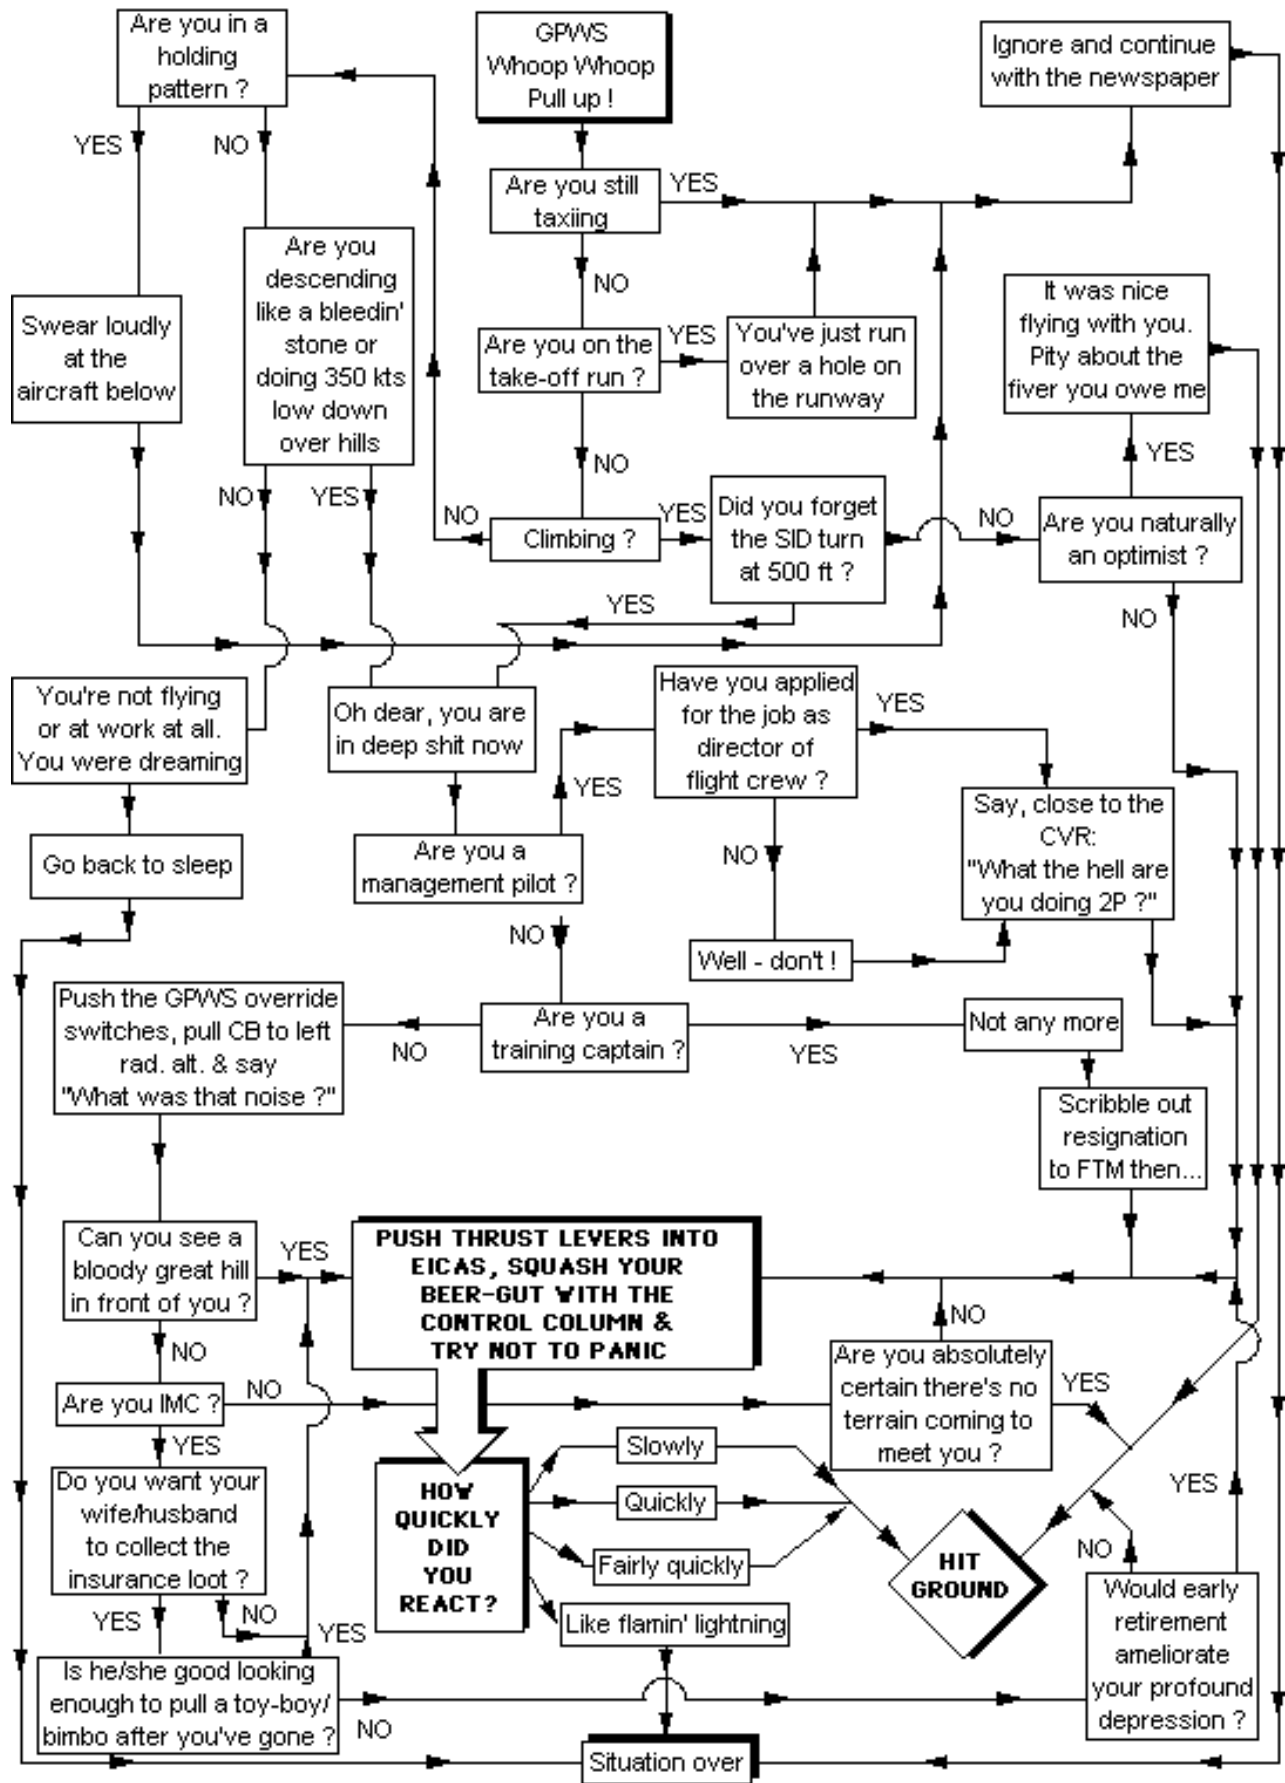 Are you in a
holding
pattern ?
GPWS
Whoop Whoop
Pull up !
Ignore and continue
with the newspaper
YES
NO
Are you still
taxiing
YES
NO
Are you
descending
like a bleedin'
stone or
doing 350 kts
low down
over hills
Swear loudly
at the
aircraft below
Are you on the
take-off run ?
YES
You've just run
over a hole on
the runway
It was nice
flying with you.
Pity about the
fiver you owe me
NO
YES
NO
YES
NO
Climbing ?
YES
Did you forget
the SID turn
at 500 ft ?
NO
Are you naturally
an optimist ?
YES
NO
You're not flying
or at work at all.
You were dreaming
Oh dear, you are
in deep shit now
Have you applied
for the job as
director of
flight crew ?
YES
YES
Say, close to the
CVR:
"What the hell are
you doing 2P ?"
Go back to sleep
Are you a
management pilot ?
NO
NO
Well - don't !
Push the GPWS override
switches, pull CB to left
rad. alt. & say
"What was that noise ?"
NO
Are you a
training captain ?
YES
Not any more
Scribble out
resignation
to FTM then...
Can you see a
bloody great hill
in front of you ?
YES
PUSH THRUST LEVERS INTO
EICAS, SQUASH YOUR
BEER-GUT WITH THE
CONTROL COLUMN &
TRY NOT TO PANIC
NO
NO
Are you absolutely
certain there's no
terrain coming to
meet you ?
YES
Are you IMC ?
NO
YES
Do you want your
wife/husband
to collect the
insurance loot ?
HOW
QUICKLY
DID
YOU
REACT?
Slowly
Quickly
Fairly quickly
Like flamin' lightning
HIT
GROUND
YES
NO
Would early
retirement
ameliorate
your profound
depression ?
YES
NO
YES
Is he/she good looking
enough to pull a toy-boy/
bimbo after you've gone ?
NO
Situation over